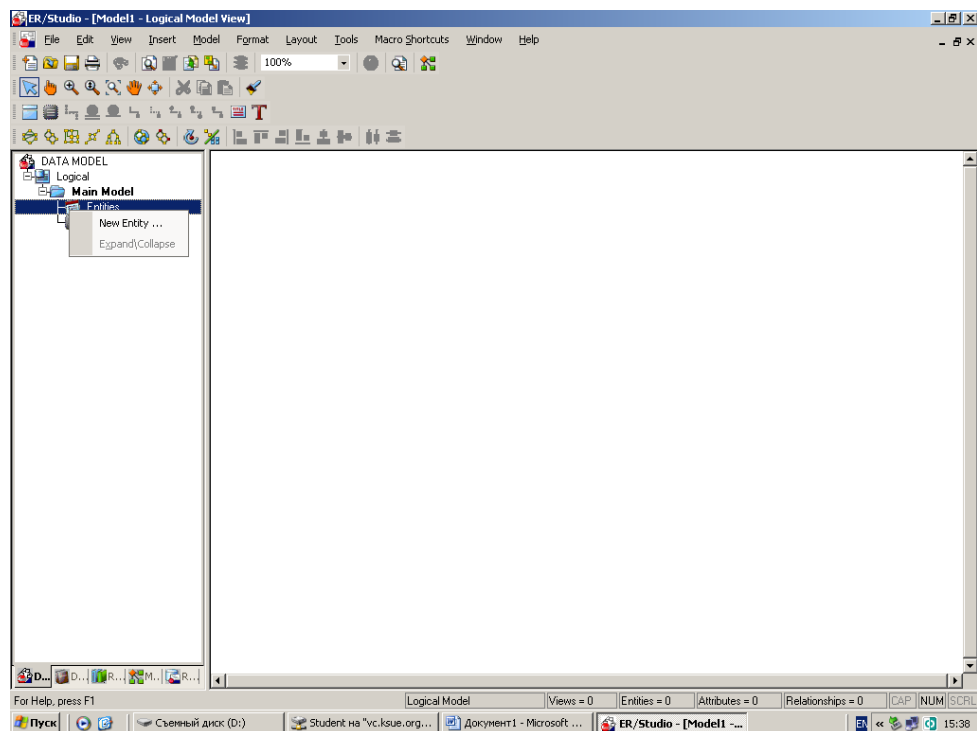 ER/Studio - [Model1 - Logical Model View]
File Edit View Insert Model Format Layout Tools Macro Shortcuts Window Help
100%
T
DATA MODEL
Logical
Main Model
Entities
New Entity ...
Expand\Collapse
D... D... R... M... R...
For Help, press F1 Logical Model Views = 0 Entities = 0 Attributes = 0 Relationships = 0 CAP NUM SCRL
Пуск Съемный диск (D:) Student на "vc.ksue.org... Документ1 - Microsoft ... ER/Studio - [Model1 -... EN « 15:38